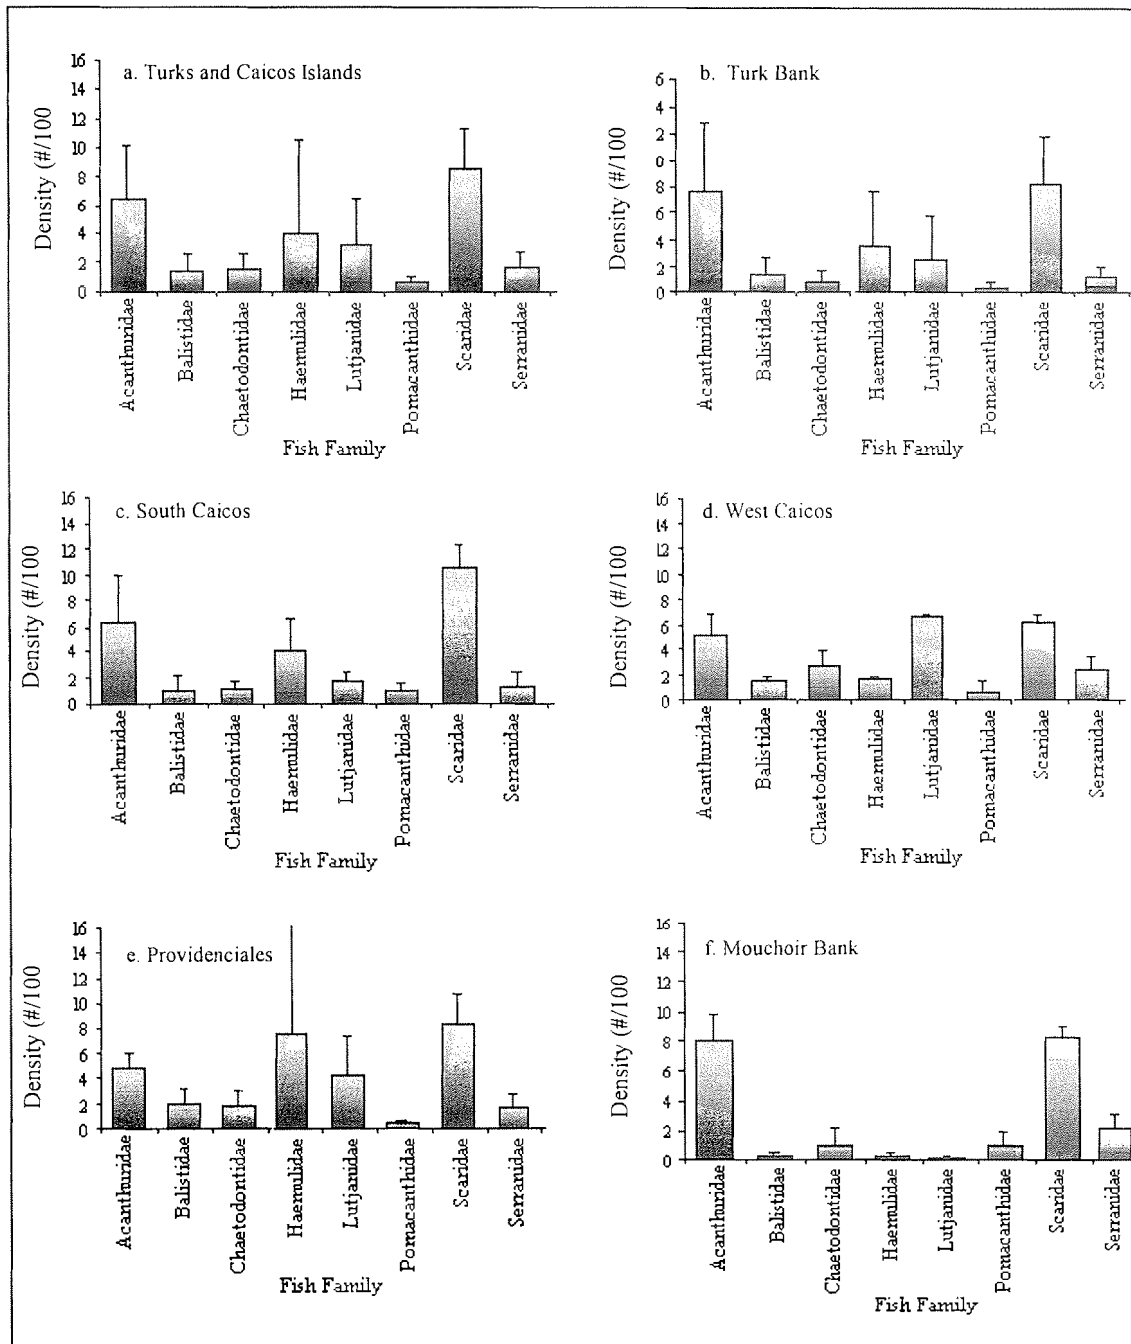 a. Turks and Caicos Islands
Density (#/100
16
14
12
10
8
6
4
2
0
Acanthuridae
Balistidae
Chaetodontidae
Haemulidae
Lutjanidae
Pomacanthidae
Scaridae
Serranidae
Fish Family
b. Turk Bank
Density (#/100
6
2
0
8
6
4
2
0
Acanthuridae
Balistidae
Chaetodontidae
Haemulidae
Lutjanidae
Pomacanthidae
Scaridae
Serranidae
Fish Family
c. South Caicos
Density (#/100
16
14
12
10
8
6
4
2
0
Acanthuridae
Balistidae
Chaetodontidae
Haemulidae
Lutjanidae
Pomacanthidae
Scaridae
Serranidae
Fish Family
d. West Caicos
Density (#/100
16
14
12
10
8
6
4
2
0
Acanthuridae
Balistidae
Chaetodontidae
Haemulidae
Lutjanidae
Pomacanthidae
Scaridae
Serranidae
Fish Family
e. Providenciales
Density (#/100
16
14
12
10
8
6
4
2
0
Acanthuridae
Balistidae
Chaetodontidae
Haemulidae
Lutjanidae
Pomacanthidae
Scaridae
Serranidae
Fish Family
f. Mouchoir Bank
Density (#/100
16
14
12
10
8
6
4
2
0
Acanthuridae
Balistidae
Chaetodontidae
Haemulidae
Lutjanidae
Pomacanthidae
Scaridae
Serranidae
Fish Family